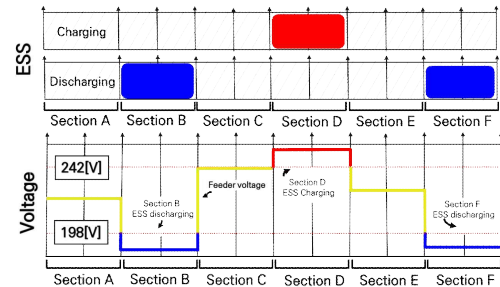 ESS
Charging
Discharging
Section A Section B Section C Section D Section E Section F
Voltage
242[V]
198[V]
Section B
ESS discharging
Feeder voltage
Section D
ESS Charging
Section F
ESS discharging
Section A Section B Section C Section D Section E Section F